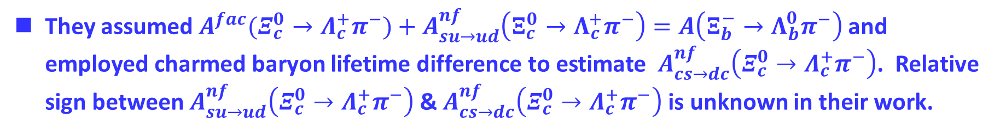 ■ They assumed $A^{fac}(\Xi_c^0 \to \Lambda_c^+ \pi^-) + A^{nf}_{su \to ud}(\Xi_c^0 \to \Lambda_c^+ \pi^-) = A(\Xi_b^- \to \Lambda_b^0 \pi^-)$ and
employed charmed baryon lifetime difference to estimate $A^{nf}_{cs \to dc}(\Xi_c^0 \to \Lambda_c^+ \pi^-)$. Relative
sign between $A^{nf}_{su \to ud}(\Xi_c^0 \to \Lambda_c^+ \pi^-)$ & $A^{nf}_{cs \to dc}(\Xi_c^0 \to \Lambda_c^+ \pi^-)$ is unknown in their work.